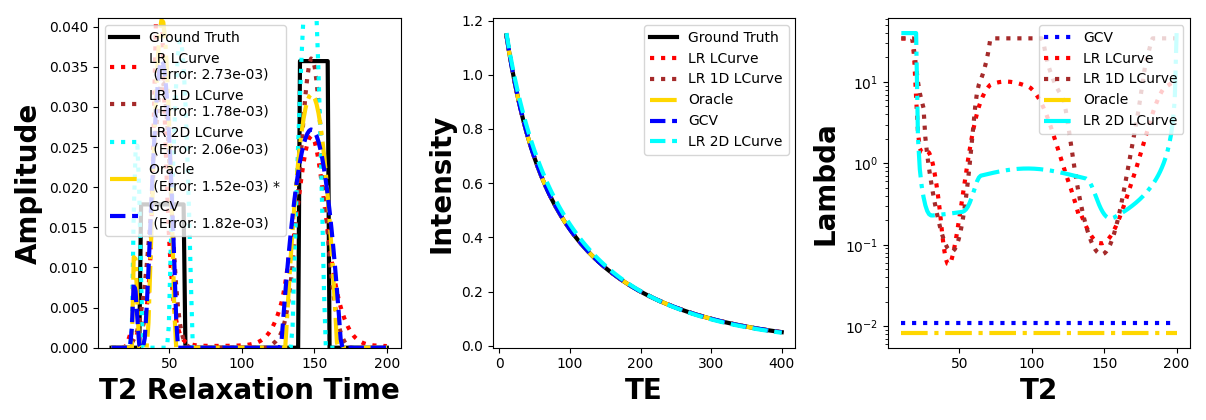 Amplitude
0.040
0.035
0.030
0.025
0.020
0.015
0.010
0.005
0.000
Ground Truth
LR LCurve
(Error: 2.73e-03)
LR 1D LCurve
(Error: 1.78e-03)
LR 2D LCurve
(Error: 2.06e-03)
Oracle
(Error: 1.52e-03) *
GCV
(Error: 1.82e-03)
50
100
150
200
T2 Relaxation Time
Intensity
1.2
1.0
0.8
0.6
0.4
0.2
0.0
Ground Truth
LR LCurve
LR 1D LCurve
Oracle
GCV
LR 2D LCurve
0
100
200
300
400
TE
Lambda
10¹
10⁰
10⁻¹
10⁻²
GCV
LR LCurve
LR 1D LCurve
Oracle
LR 2D LCurve
50
100
150
200
T2